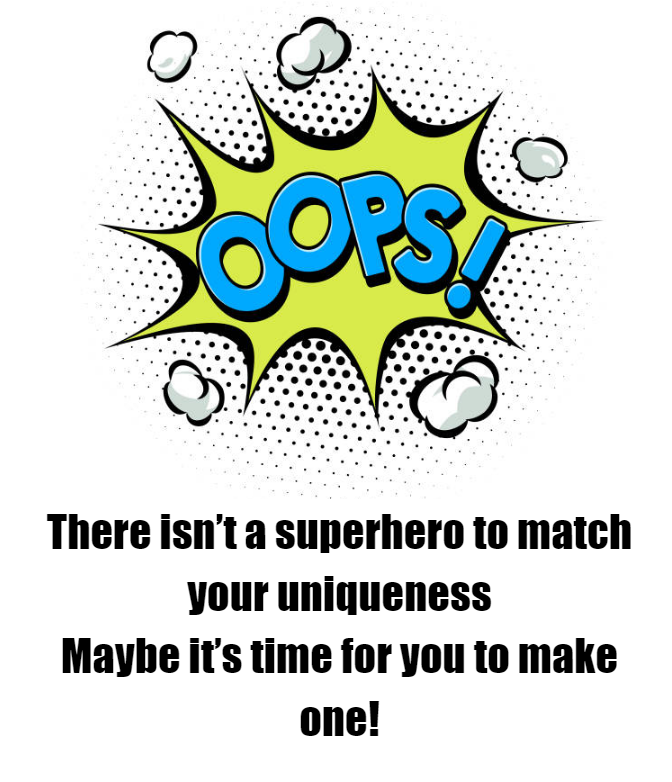 OOPS!
There isn’t a superhero to match
your uniqueness
Maybe it’s time for you to make
one!